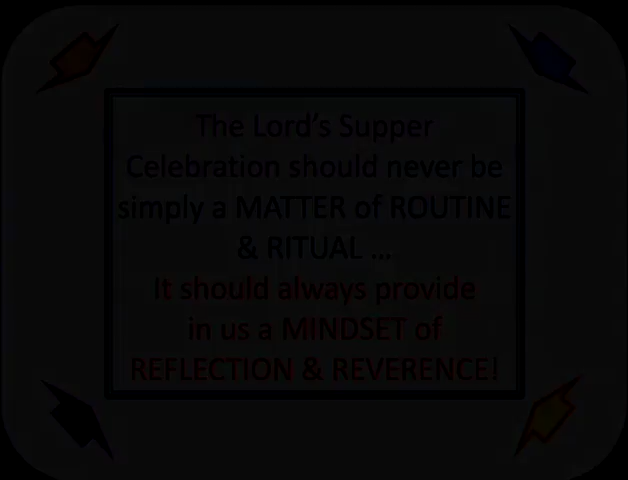 The Lord's Supper
Celebration should never be
simply a MATTER of ROUTINE
& RITUAL ...
It should always provide
in us a MINDSET of
REFLECTION & REVERENCE!